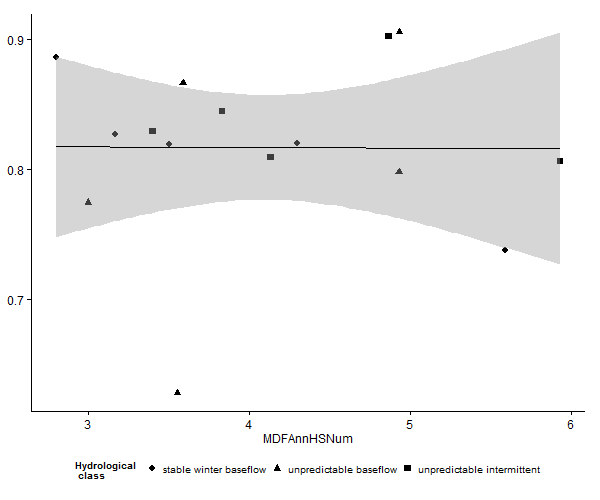 0.9
0.8
0.7
3 4 5 6
MDFAnnHSNum
Hydrological
class
stable winter baseflow unpredictable baseflow unpredictable intermittent